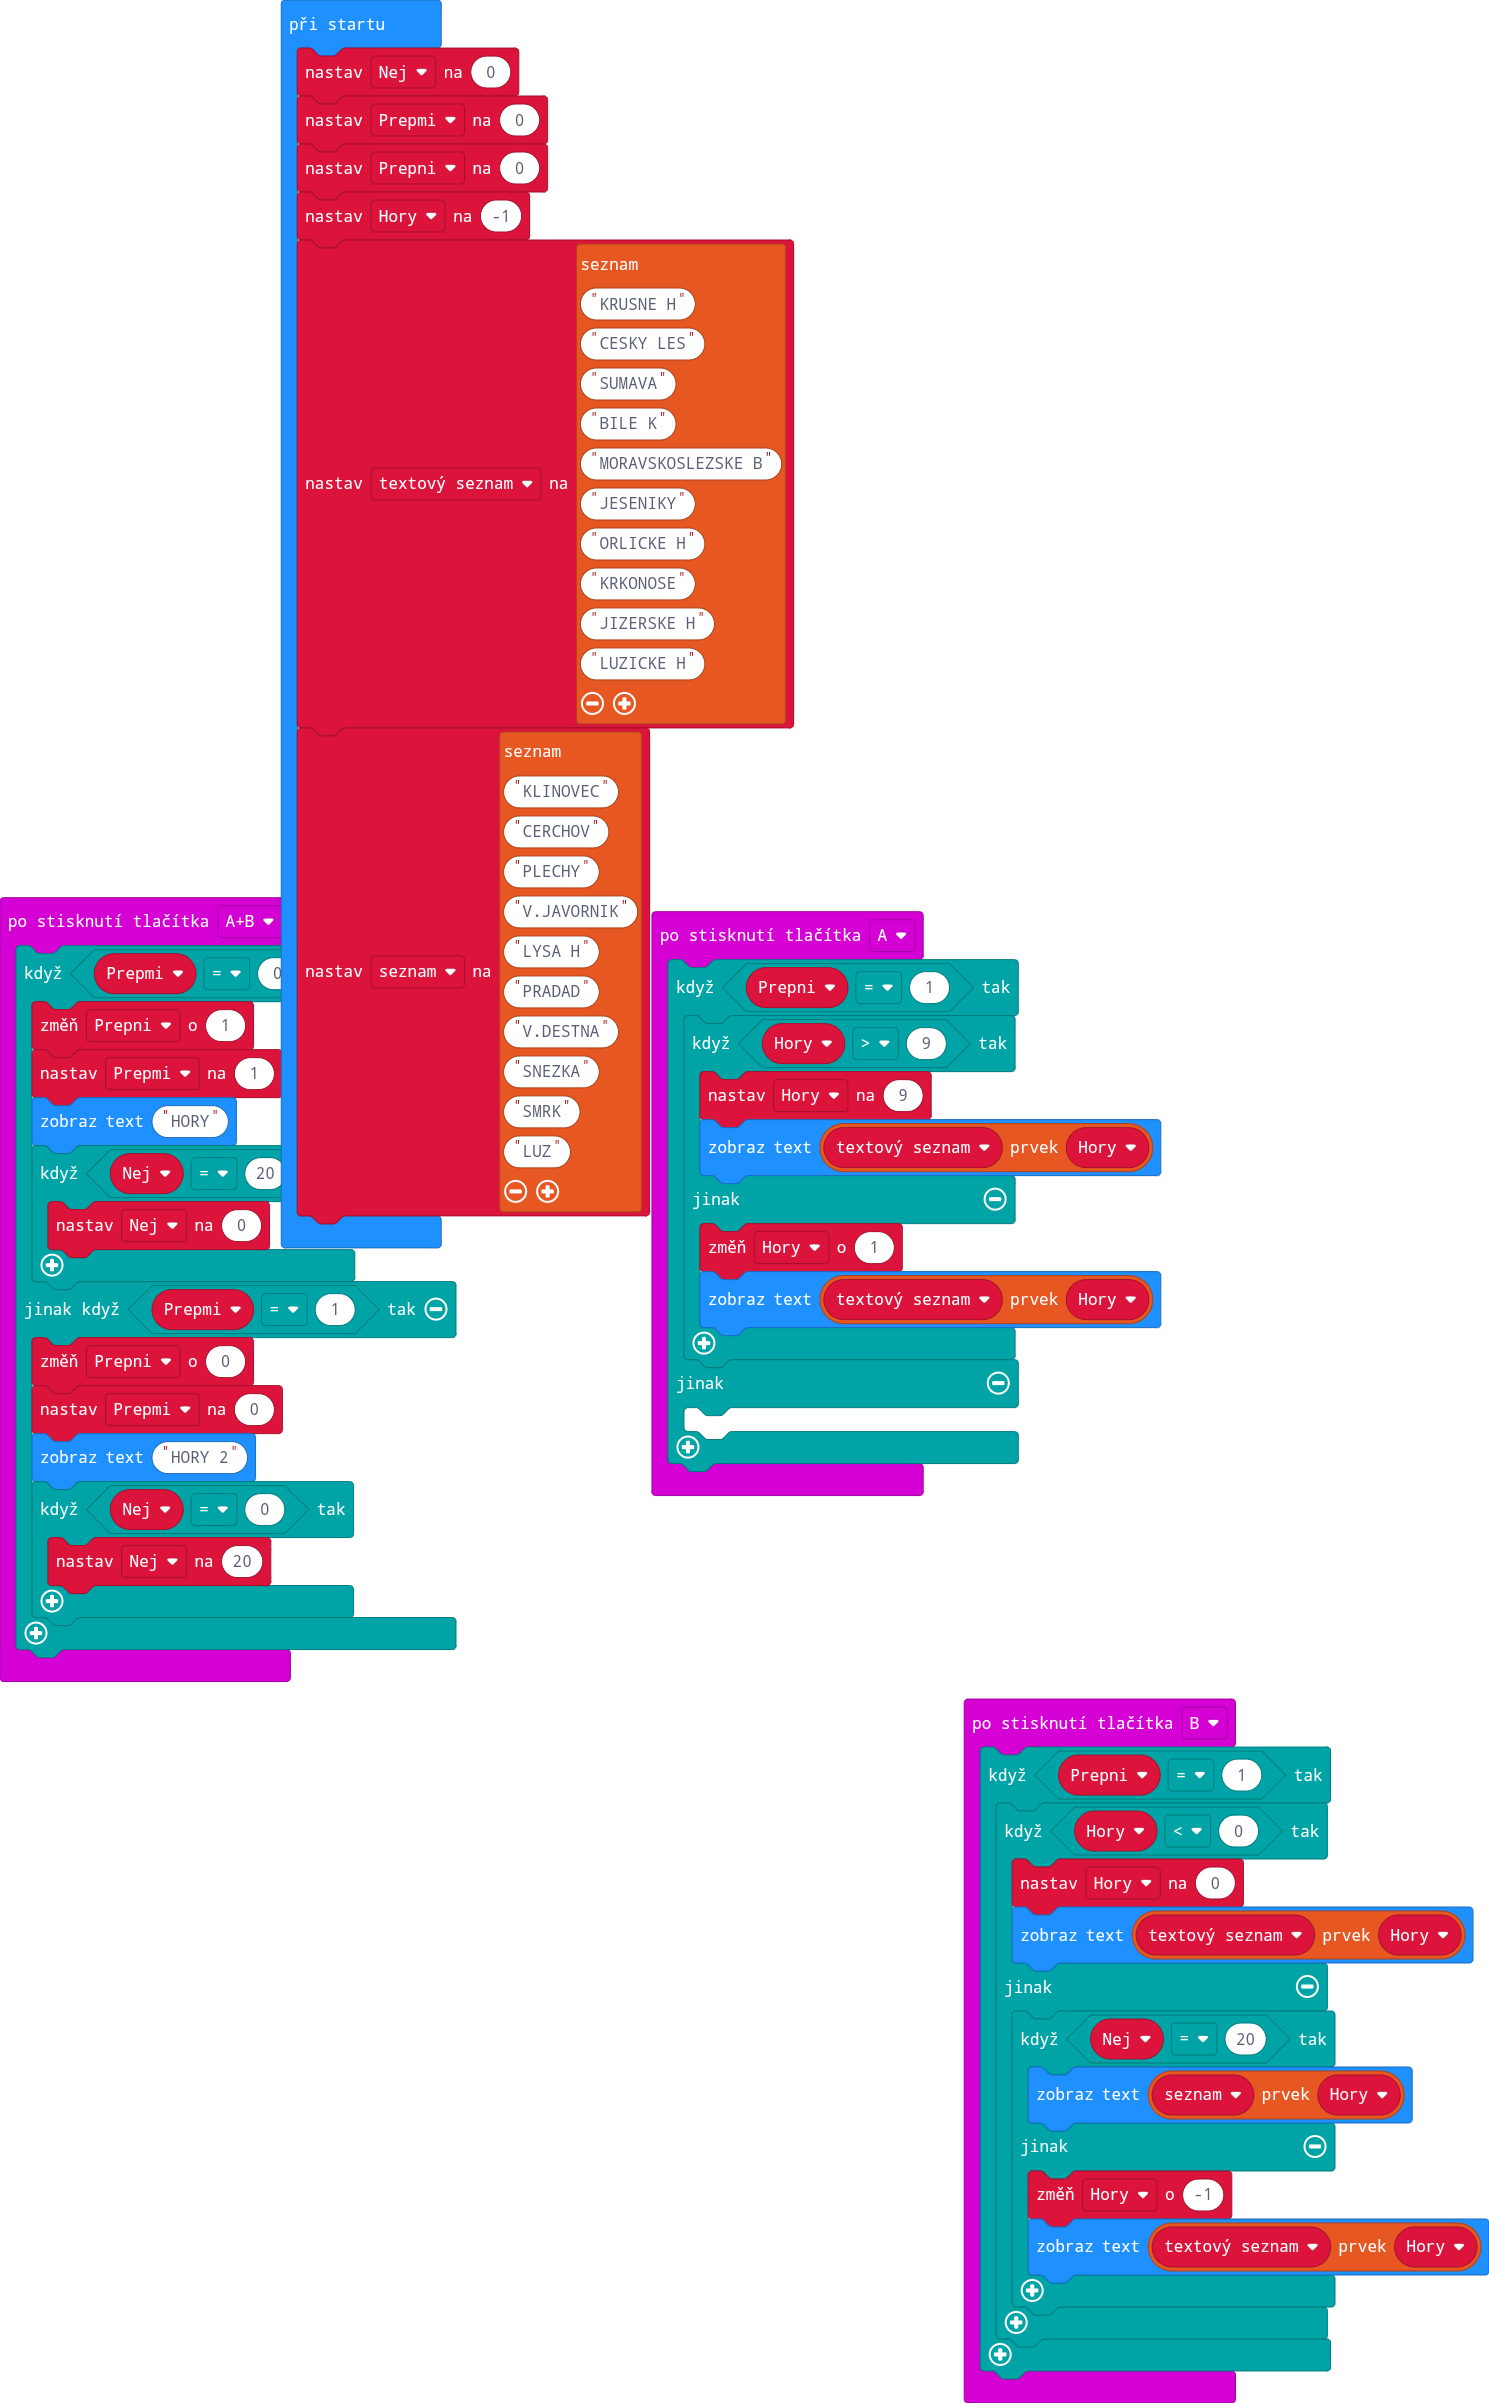 při startu
nastav Nej na 0
nastav Prepmi na 0
nastav Prepni na 0
nastav Hory na -1
nastav textový seznam na
seznam
"KRUSNE H"
"CESKY LES"
"SUMAVA"
"BILE K"
"MORAVSKOSLEZSKE B"
"JESENIKY"
"ORLICKE H"
"KRKONOSE"
"JIZERSKE H"
"LUZICKE H"
nastav seznam na
seznam
"KLINOVEC"
"CERCHOV"
"PLECHY"
"V.JAVORNIK"
"LYSA H"
"PRADAD"
"V.DESTNA"
"SNEZKA"
"SMRK"
"LUZ"
po stisknutí tlačítka A+B
když Prepmi = 0
změň Prepni o 1
nastav Prepmi na 1
zobraz text "HORY"
když Nej = 20
nastav Nej na 0
jinak když Prepmi = 1 tak
změň Prepni o 0
nastav Prepmi na 0
zobraz text "HORY 2"
když Nej = 0 tak
nastav Nej na 20
po stisknutí tlačítka A
když Prepni = 1 tak
když Hory > 9 tak
nastav Hory na 9
zobraz text textový seznam prvek Hory
jinak
změň Hory o 1
zobraz text textový seznam prvek Hory
jinak
po stisknutí tlačítka B
když Prepni = 1 tak
když Hory < 0 tak
nastav Hory na 0
zobraz text textový seznam prvek Hory
jinak
když Nej = 20 tak
zobraz text seznam prvek Hory
jinak
změň Hory o -1
zobraz text textový seznam prvek Hory